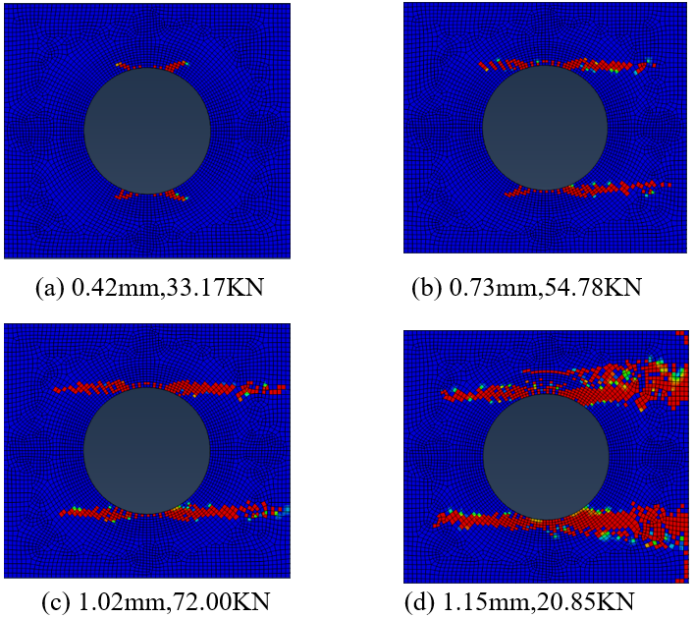 (a) 0.42mm,33.17KN
(b) 0.73mm,54.78KN
(c) 1.02mm,72.00KN
(d) 1.15mm,20.85KN